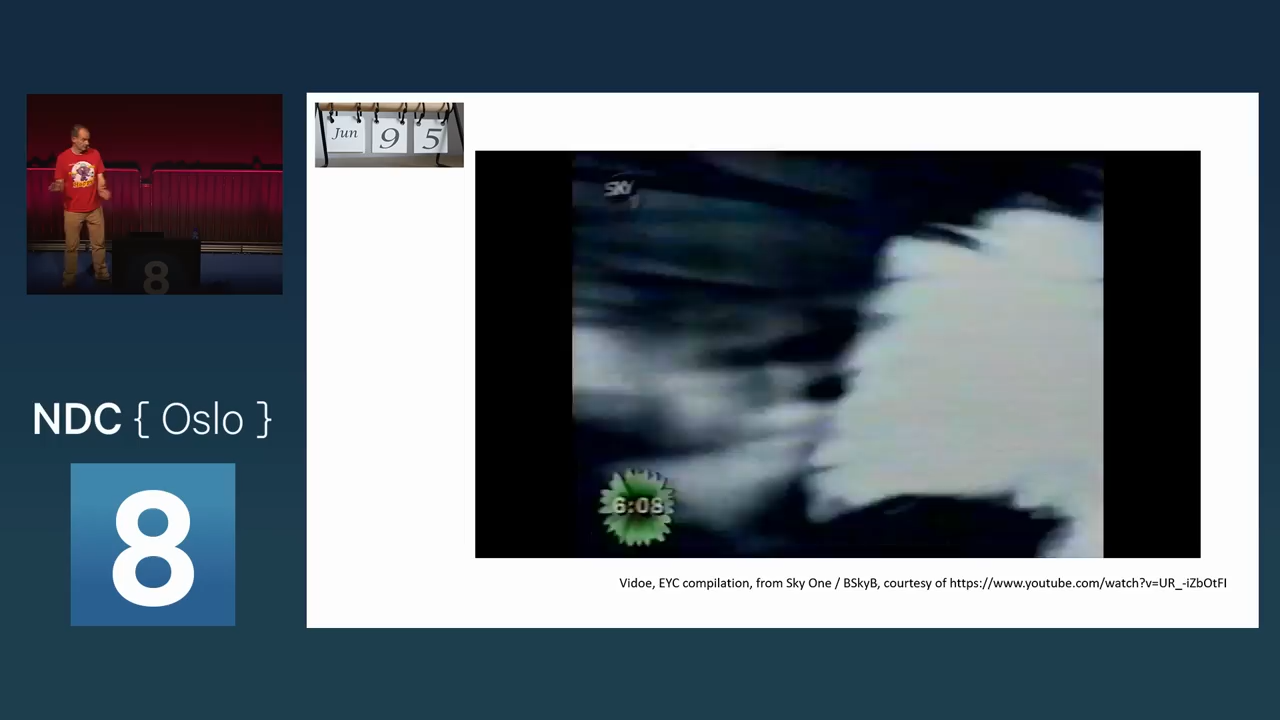 Jun 9 5
SKY
1
6:08
8
NDC { Oslo }
8
Vidoe, EYC compilation, from Sky One / BSkyB, courtesy of https://www.youtube.com/watch?v=UR_-iZbOtFI